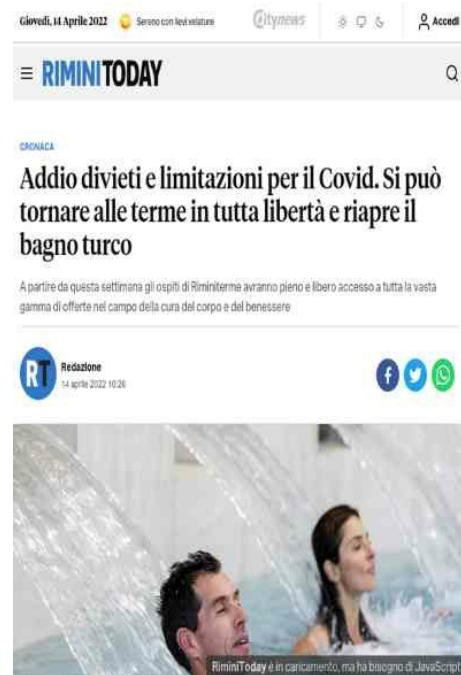 Giovedì, 14 Aprile 2022 Sereno con lievi velature citynews Accedi
RIMINITODAY
CRONACA
Addio divieti e limitazioni per il Covid. Si può
tornare alle terme in tutta libertà e riapre il
bagno turco
A partire da questa settimana gli ospiti di Riminiterme avranno pieno e libero accesso a tutta la vasta
gamma di offerte nel campo della cura del corpo e del benessere
RT
Redazione
14 aprile 2022 10:26
RiminiToday è in caricamento, ma ha bisogno di JavaScript